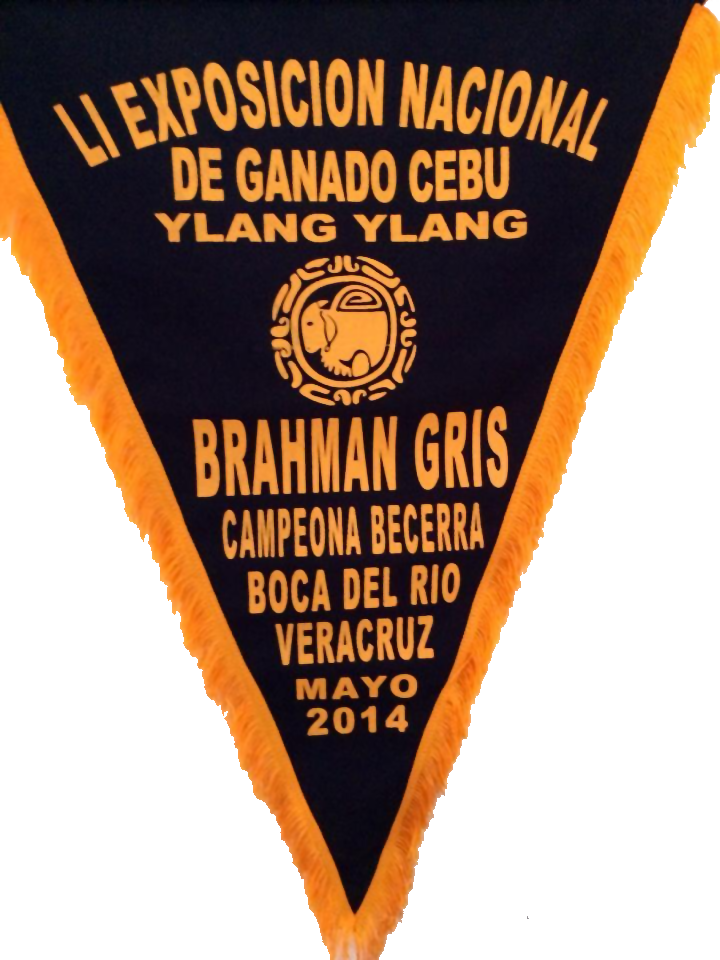 LI EXPOSICION NACIONAL
DE GANADO CEBU
YLANG YLANG
BRAHMAN GRIS
CAMPEONA BECERRA
BOCA DEL RIO
VERACRUZ
MAYO
2014